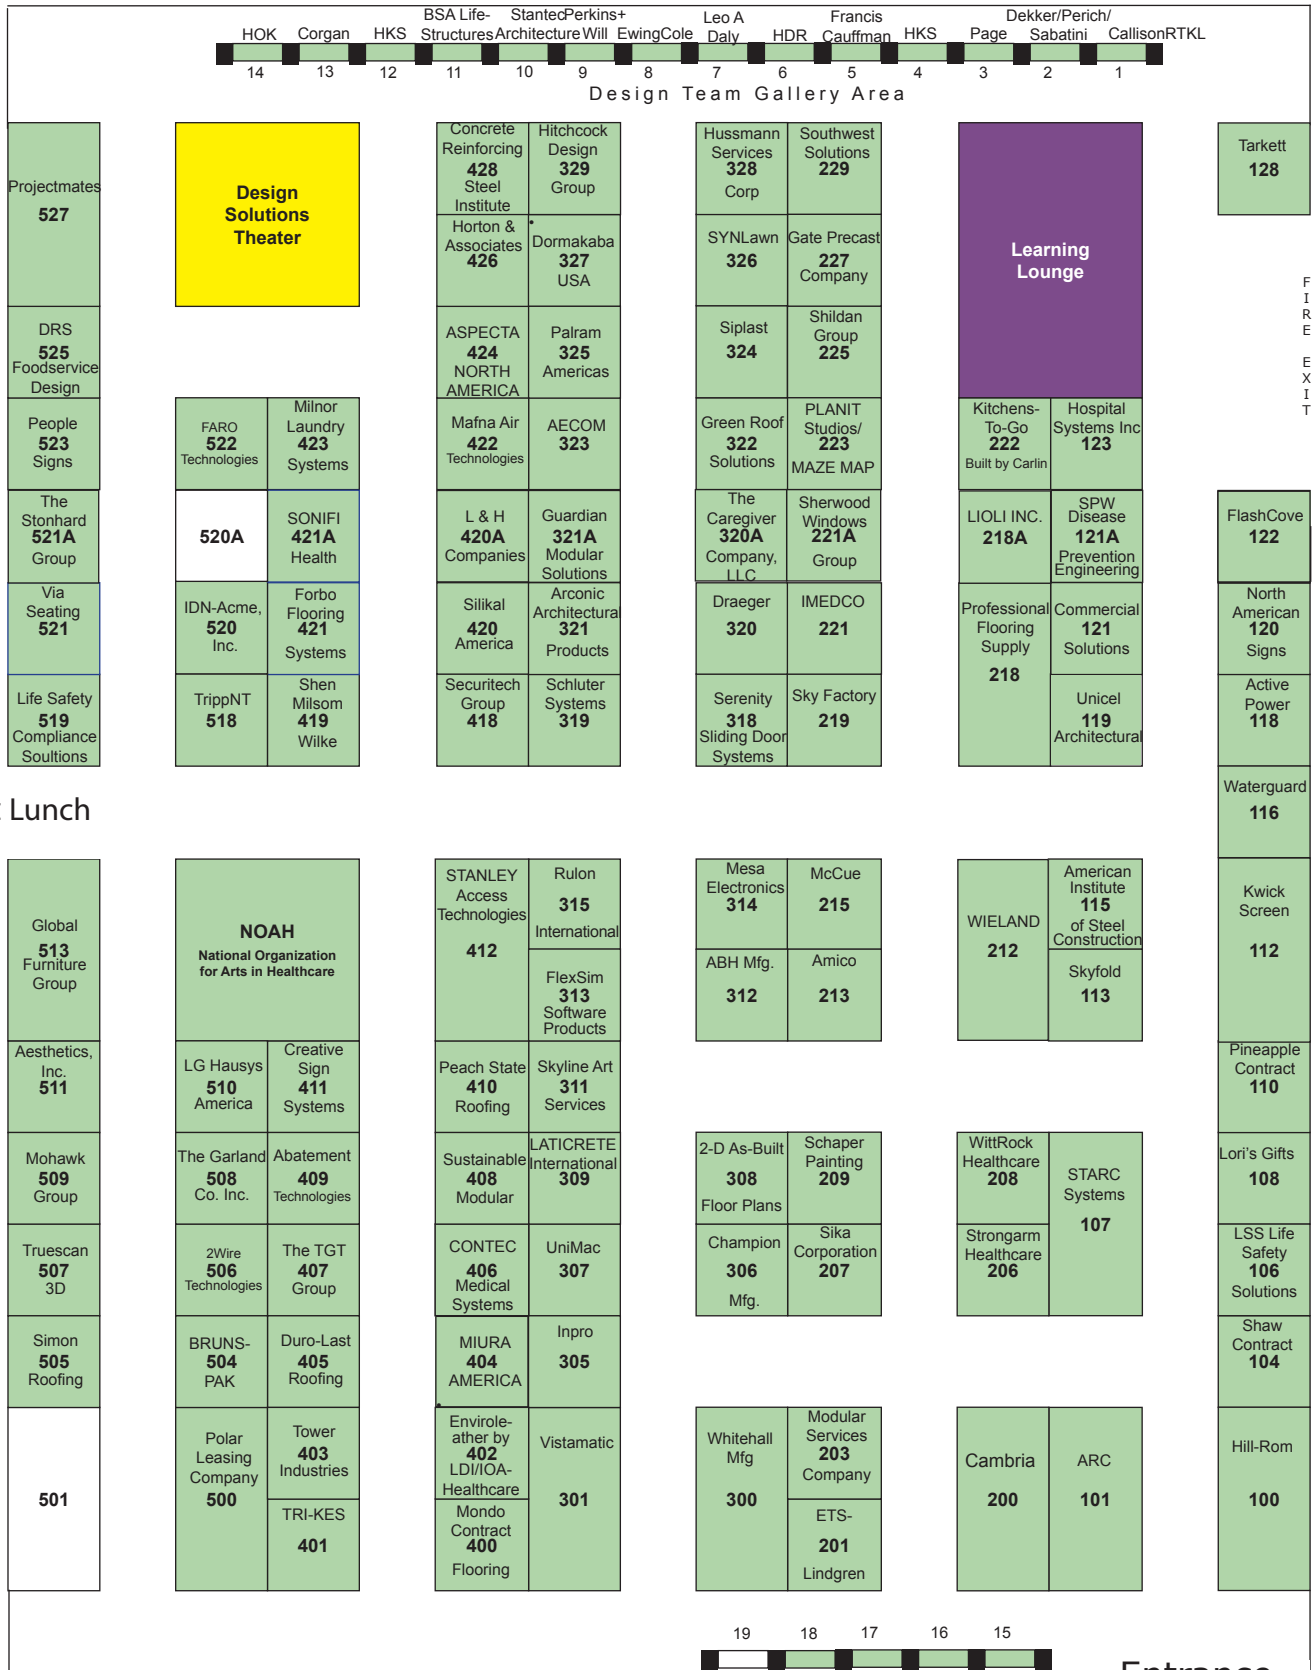 HOK
Corgan
HKS
BSA Life-
Structures
Stantec
Architecture
Perkins+
Will
EwingCole
Leo A
Daly
HDR
Francis
Cauffman
HKS
Page
Dekker/Perich/
Sabatini
CallisonRTKL
14 13 12 11 10 9 8 7 6 5 4 3 2 1
Design Team Gallery Area
Projectmates
527
Design
Solutions
Theater
Concrete
Reinforcing
428
Steel
Institute
Hitchcock
Design
329
Group
Hussmann
Services
328
Corp
Southwest
Solutions
229
Learning
Lounge
Tarkett
128
Horton &
Associates
426
Dormakaba
327
USA
SYNLawn
326
Gate Precast
227
Company
FIRE EXIT
DRS
525
Foodservice
Design
ASPECTA
424
NORTH
AMERICA
Palram
325
Americas
Siplast
324
Shildan
Group
225
People
523
Signs
FARO
522
Technologies
Milnor
Laundry
423
Systems
Mafna Air
422
Technologies
AECOM
323
Green Roof
322
Solutions
PLANIT
Studios/
223
MAZE MAP
Kitchens-
To-Go
222
Built by Carlin
Hospital
Systems Inc
123
The
Stonhard
521A
Group
520A
SONIFI
421A
Health
L & H
420A
Companies
Guardian
321A
Modular
Solutions
The
Caregiver
320A
Company,
LLC
Sherwood
Windows
221A
Group
LIOLI INC.
218A
SPW
Disease
121A
Prevention
Engineering
FlashCove
122
Via
Seating
521
IDN-Acme,
520
Inc.
Forbo
Flooring
421
Systems
Silikal
420
America
Arconic
Architectural
321
Products
Draeger
320
IMEDCO
221
Professional
Flooring
Supply
218
Commercial
121
Solutions
North
American
120
Signs
Life Safety
519
Compliance
Soultions
TrippNT
518
Shen
Milsom
419
Wilke
Securitech
Group
418
Schluter
Systems
319
Serenity
318
Sliding Door
Systems
Sky Factory
219
Unicel
119
Architectural
Active
Power
118
Lunch
Waterguard
116
Global
513
Furniture
Group
NOAH
National Organization
for Arts in Healthcare
STANLEY
Access
Technologies
412
Rulon
315
International
Mesa
Electronics
314
McCue
215
WIELAND
212
American
Institute
115
of Steel
Construction
Kwick
Screen
112
FlexSim
313
Software
Products
ABH Mfg.
312
Amico
213
Skyfold
113
Aesthetics,
Inc.
511
LG Hausys
510
America
Creative
Sign
411
Systems
Peach State
410
Roofing
Skyline Art
311
Services
Pineapple
Contract
110
Mohawk
509
Group
The Garland
508
Co. Inc.
Abatement
409
Technologies
Sustainable
408
Modular
LATICRETE
International
309
2-D As-Built
308
Floor Plans
Schaper
Painting
209
WittRock
Healthcare
208
STARC
Systems
107
Lori's Gifts
108
Truescan
507
3D
2Wire
506
Technologies
The TGT
407
Group
CONTEC
406
Medical
Systems
UniMac
307
Champion
306
Mfg.
Sika
Corporation
207
Strongarm
Healthcare
206
LSS Life
Safety
106
Solutions
Simon
505
Roofing
BRUNS-
504
PAK
Duro-Last
405
Roofing
MIURA
404
AMERICA
Inpro
305
Shaw
Contract
104
501
Polar
Leasing
Company
500
Tower
403
Industries
Envirole-
ather by
402
LDI/IOA-
Healthcare
Vistamatic
301
Whitehall
Mfg
300
Modular
Services
203
Company
Cambria
200
ARC
101
Hill-Rom
100
TRI-KES
401
Mondo
Contract
400
Flooring
ETS-
201
Lindgren
19 18 17 16 15
Entrance